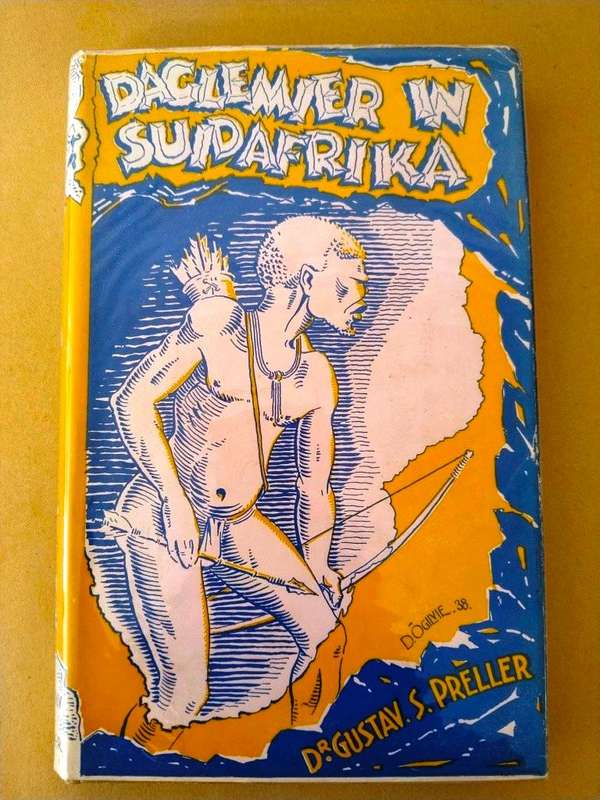 DAGLEMIER IN
SUIDAFRIKA
D. OGILVIE. 38.
DR GUSTAV. S. PRELLER